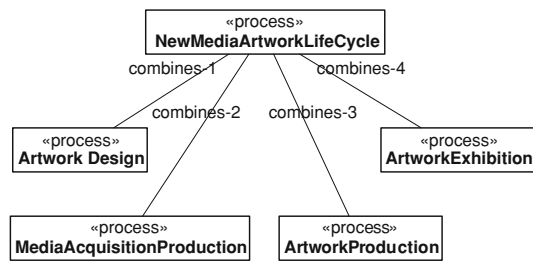 «process»
NewMediaArtworkLifeCycle
combines-1
combines-4
combines-2
combines-3
«process»
Artwork Design
«process»
ArtworkExhibition
«process»
MediaAcquisitionProduction
«process»
ArtworkProduction